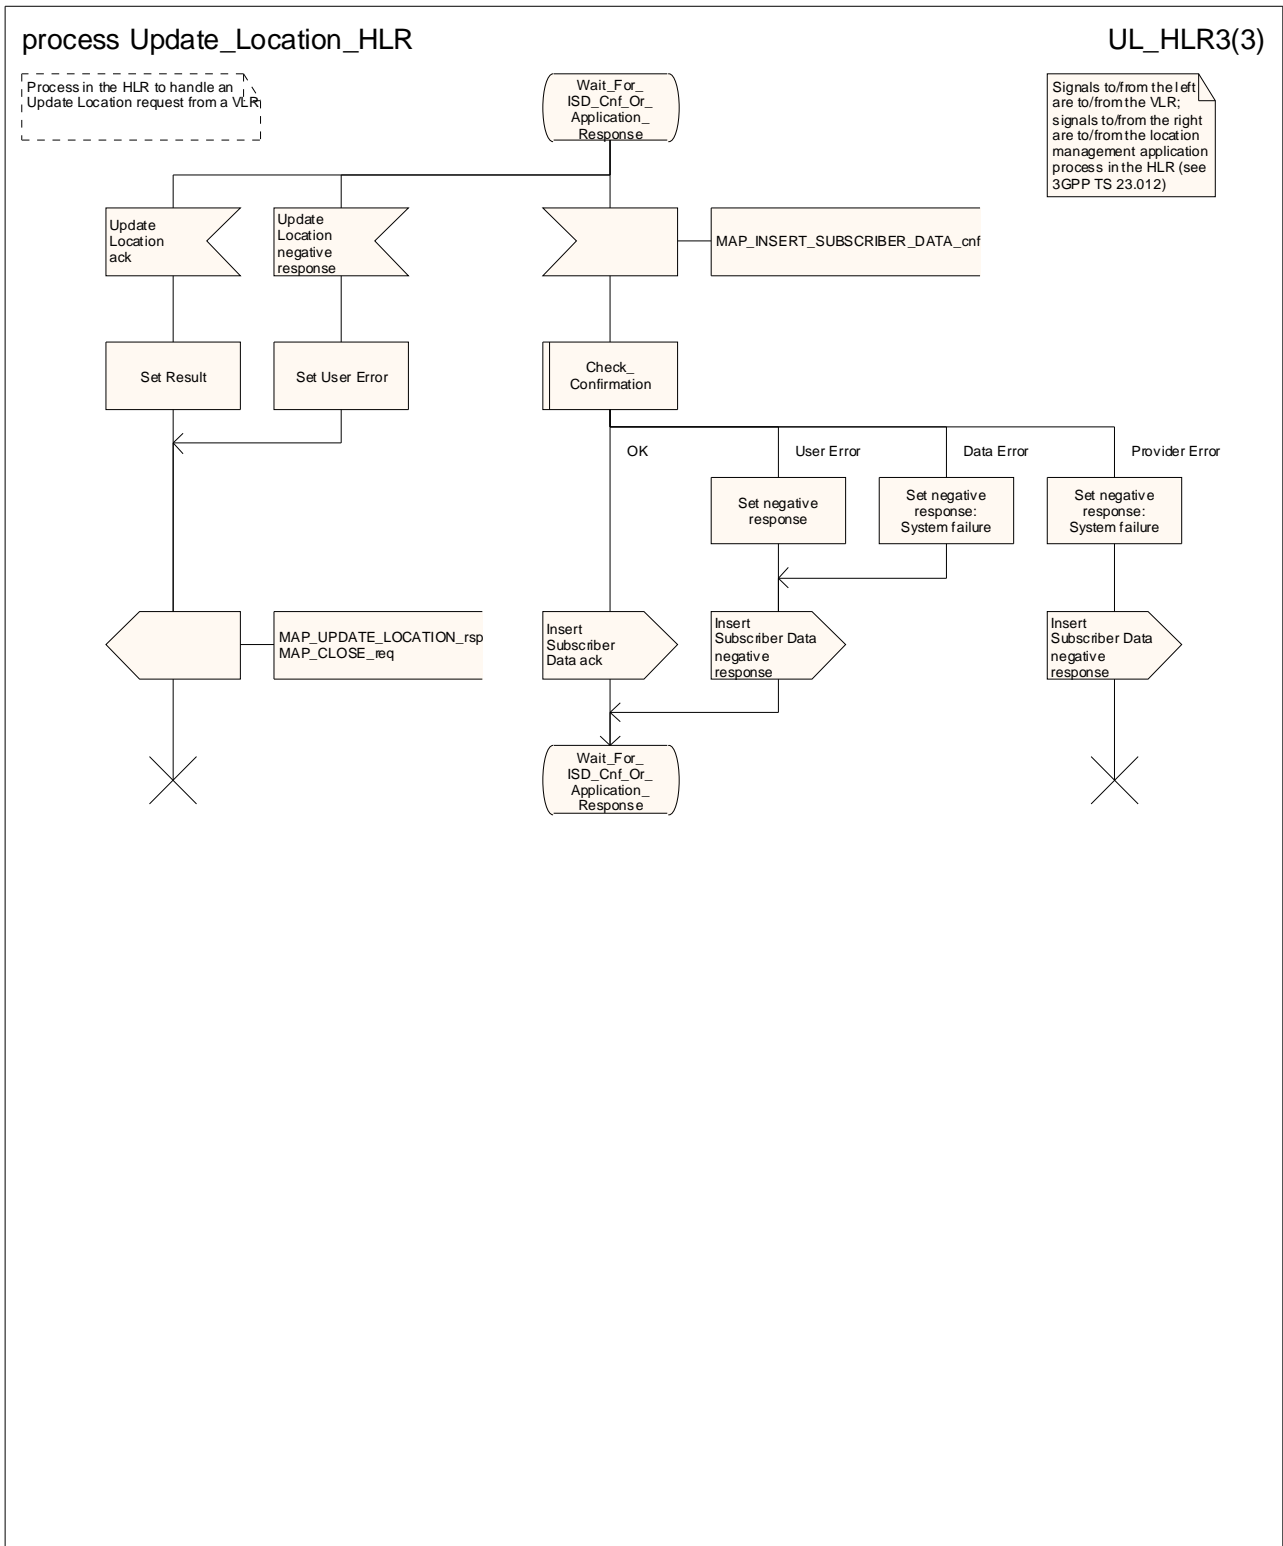 process Update_Location_HLR
UL_HLR3(3)
Process in the HLR to handle an
Update Location request from a VLR
Wait_For_
ISD_Cnf_Or_
Application_
Response
Signals to/from the left
are to/from the VLR;
signals to/from the right
are to/from the location
management application
process in the HLR (see
3GPP TS 23.012)
Update
Location
ack
Update
Location
negative
response
MAP_INSERT_SUBSCRIBER_DATA_cnf
Set Result
Set User Error
Check_
Confirmation
OK
User Error
Data Error
Provider Error
Set negative
response
Set negative
response:
System failure
Set negative
response:
System failure
MAP_UPDATE_LOCATION_rsp
MAP_CLOSE_req
Insert
Subscriber
Data ack
Insert
Subscriber Data
negative
response
Insert
Subscriber Data
negative
response
Wait_For_
ISD_Cnf_Or_
Application_
Response